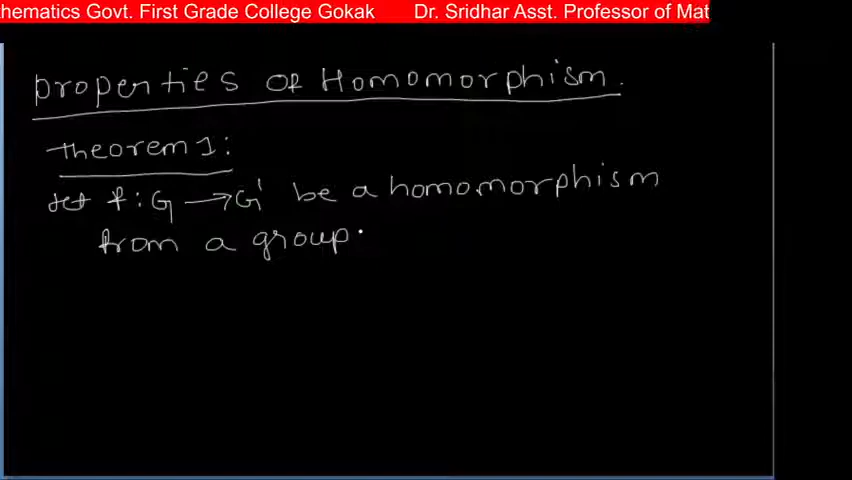 thematics Govt. First Grade College Gokak Dr. Sridhar Asst. Professor of Mat
properties of Homomorphism.
Theorem 1:
Let f : G → G' be a homomorphism
from a group